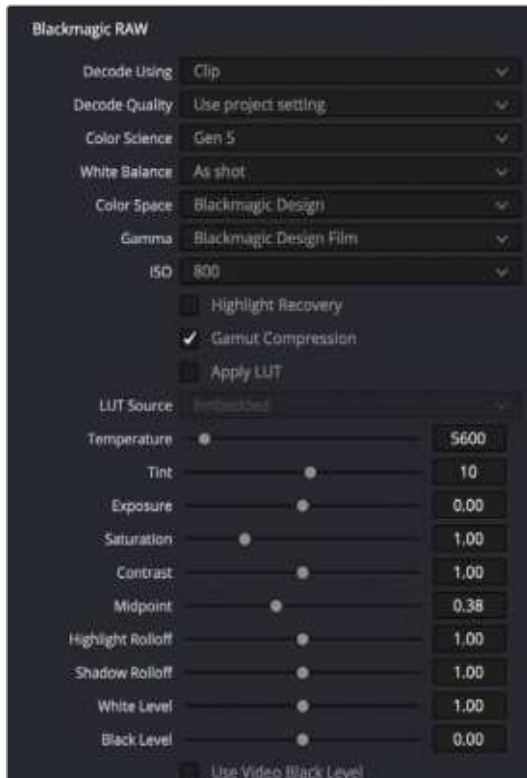 Blackmagic RAW
Decode Using Clip
Decode Quality Use project setting
Color Science Gen 5
White Balance As shot
Color Space Blackmagic Design
Gamma Blackmagic Design Film
ISO 800
Highlight Recovery
Gamut Compression
Apply LUT
LUT Source Embedded
Temperature 5600
Tint 10
Exposure 0.00
Saturation 1.00
Contrast 1.00
Midpoint 0.38
Highlight Rolloff 1.00
Shadow Rolloff 1.00
White Level 1.00
Black Level 0.00
Use Video Black Level